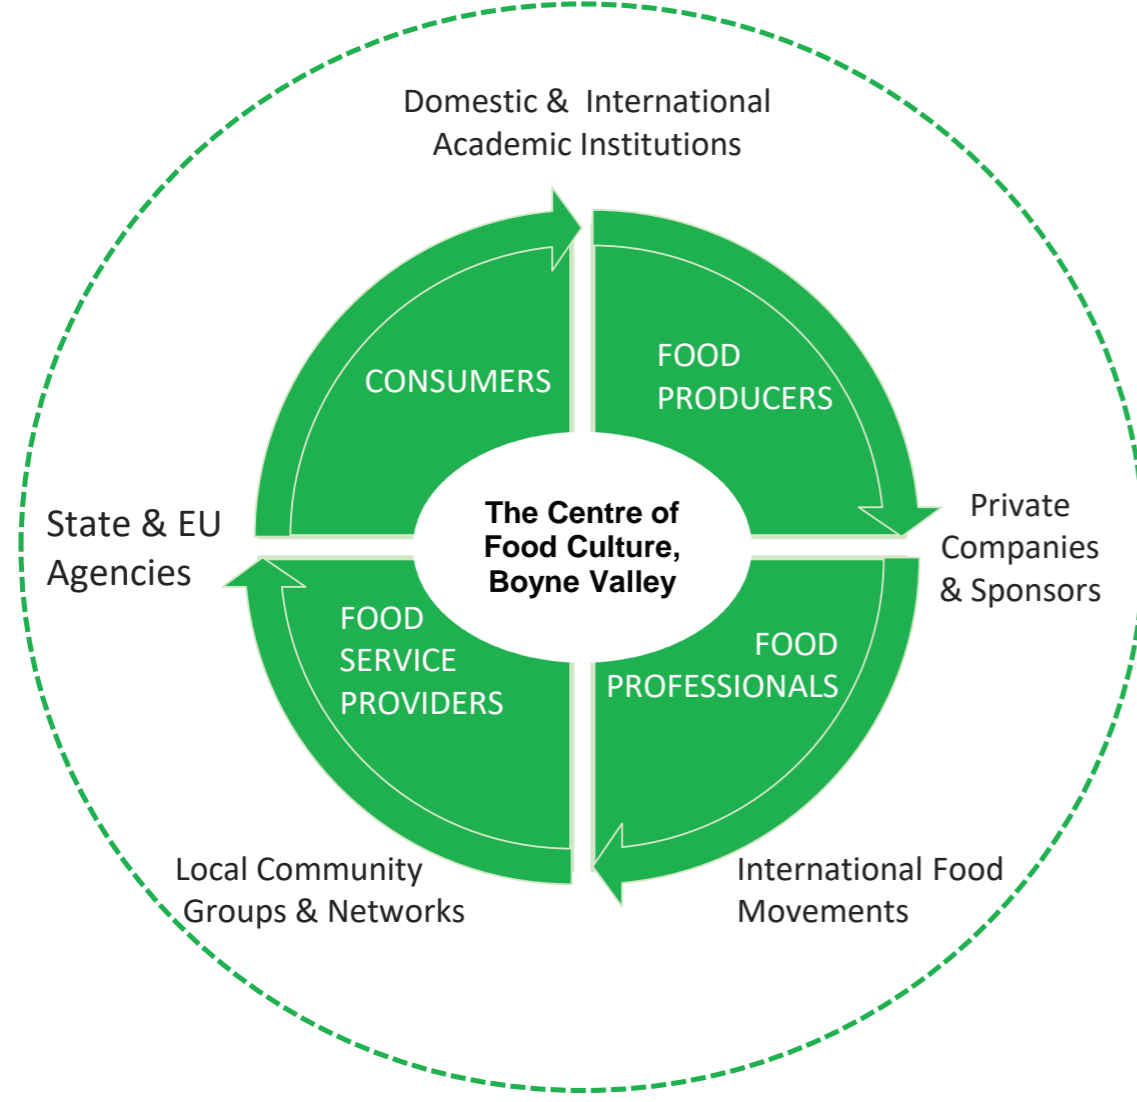 Domestic & International
Academic Institutions
CONSUMERS
FOOD
PRODUCERS
The Centre of
Food Culture,
Boyne Valley
State & EU
Agencies
Private
Companies
& Sponsors
FOOD
SERVICE
PROVIDERS
FOOD
PROFESSIONALS
Local Community
Groups & Networks
International Food
Movements